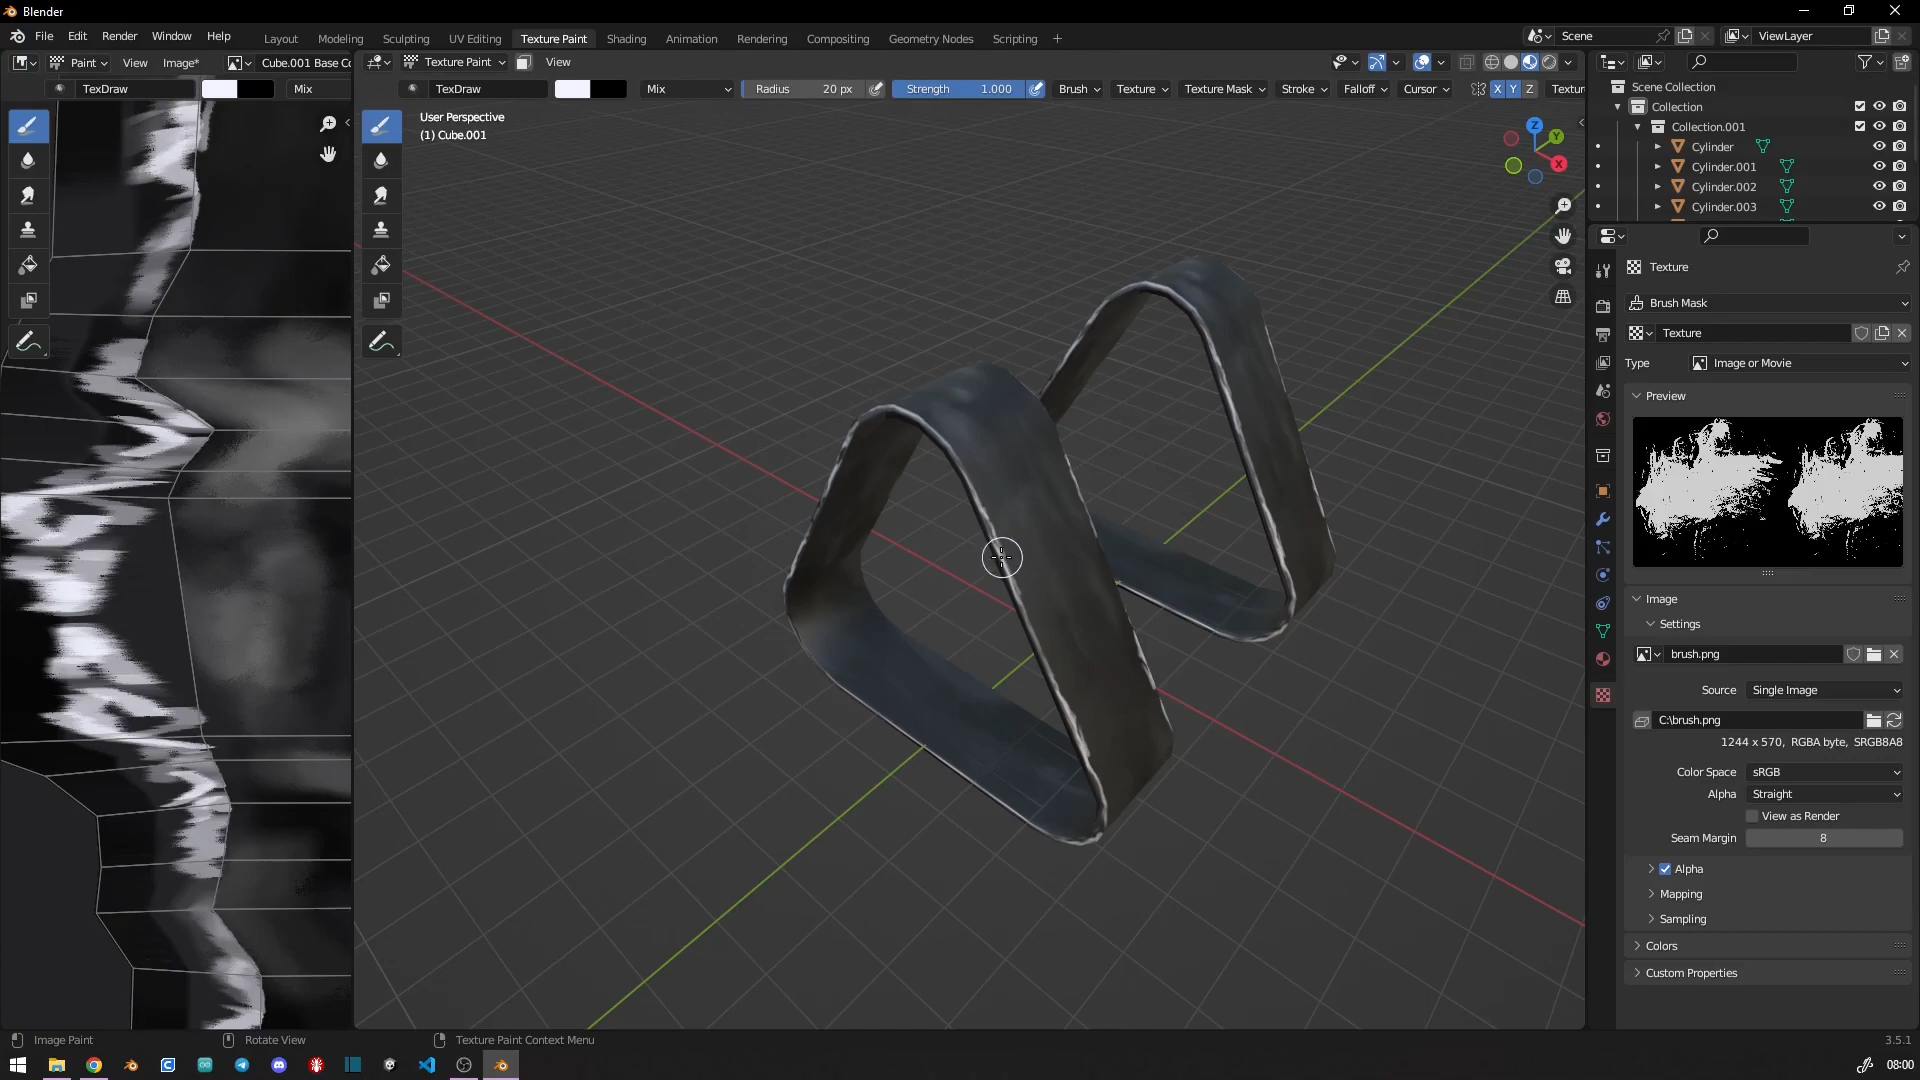 Blender
File Edit Render Window Help
Layout Modeling Sculpting UV Editing Texture Paint Shading Animation Rendering Compositing Geometry Nodes Scripting +
Scene
ViewLayer
Paint View Image* Cube.001 Base Co
Texture Paint View
TexDraw Mix
TexDraw Mix Radius 20 px Strength 1.000 Brush Texture Texture Mask Stroke Falloff Cursor X Y Z Textur
User Perspective
(1) Cube.001
Z
Y
X
Scene Collection
Collection
Collection.001
Cylinder
Cylinder.001
Cylinder.002
Cylinder.003
Texture
Brush Mask
Texture
Type Image or Movie
Preview
Image
Settings
brush.png
Source Single Image
C:\brush.png
1244 x 570, RGBA byte, SRGB8A8
Color Space sRGB
Alpha Straight
View as Render
Seam Margin 8
Alpha
Mapping
Sampling
Colors
Custom Properties
Image Paint Rotate View Texture Paint Context Menu 3.5.1
08:00